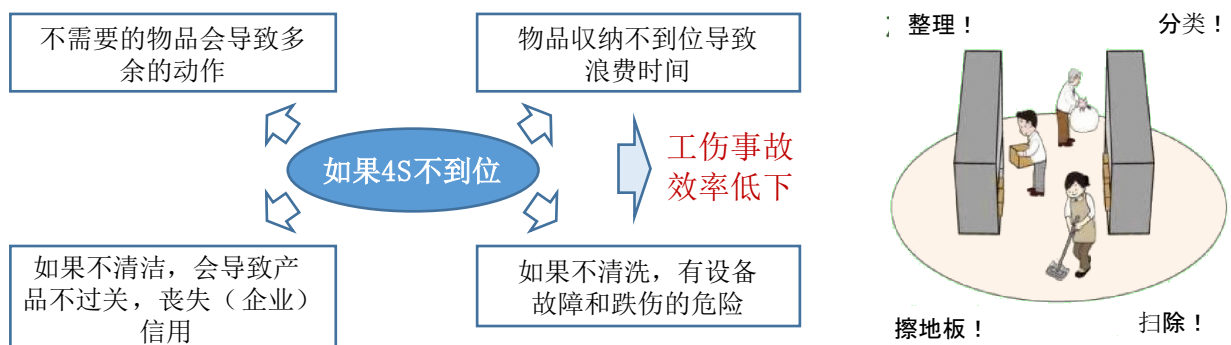 不需要的物品会导致多
余的动作
物品收纳不到位导致
浪费时间
整理！
分类！
如果4S不到位
工伤事故
效率低下
如果不清洁，会导致产
品不过关，丧失（企业）
信用
如果不清洗，有设备
故障和跌伤的危险
擦地板！
扫除！